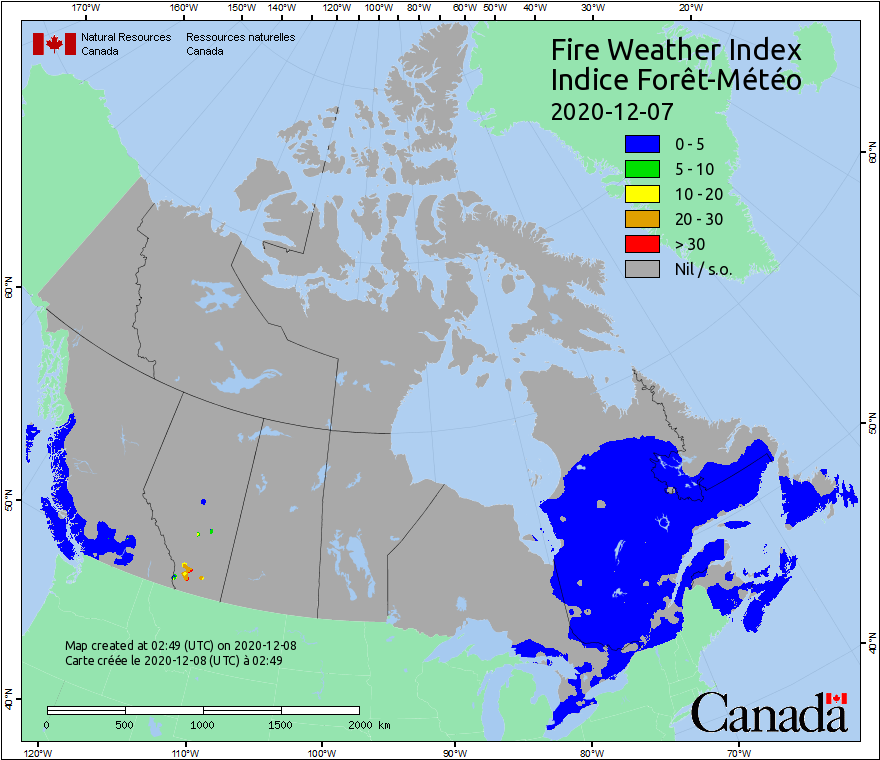 170°W 160°W 150°W 140°W 130°W 120°W 110°W 100°W 90°W 80°W 60°W 50°W 40°W 30°W 20°W
Natural Resources Canada
Ressources naturelles Canada
Fire Weather Index
Indice Forêt-Météo
2020-12-07
0 - 5
5 - 10
10 - 20
20 - 30
> 30
Nil / s.o.
60°N
60°N
50°N
50°N
40°N
40°N
Map created at 02:49 (UTC) on 2020-12-08
Carte créée le 2020-12-08 (UTC) à 02:49
0 500 1000 1500 2000 km
Canada
120°W 110°W 100°W 90°W 80°W 70°W